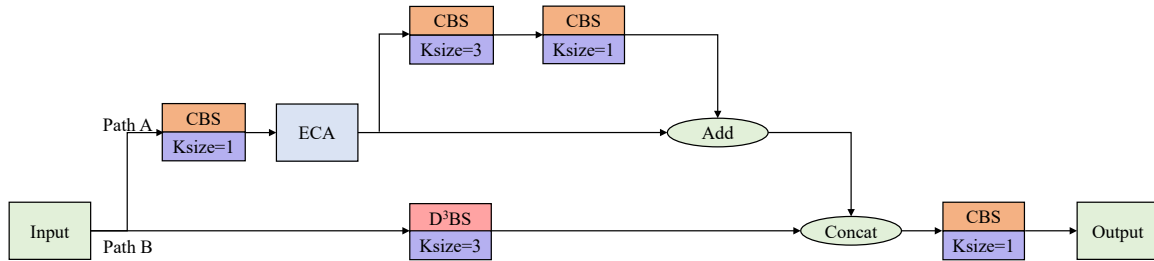 CBS
Ksize=3
CBS
Ksize=1
Path A
CBS
Ksize=1
ECA
Add
Input
Path B
D³BS
Ksize=3
Concat
CBS
Ksize=1
Output